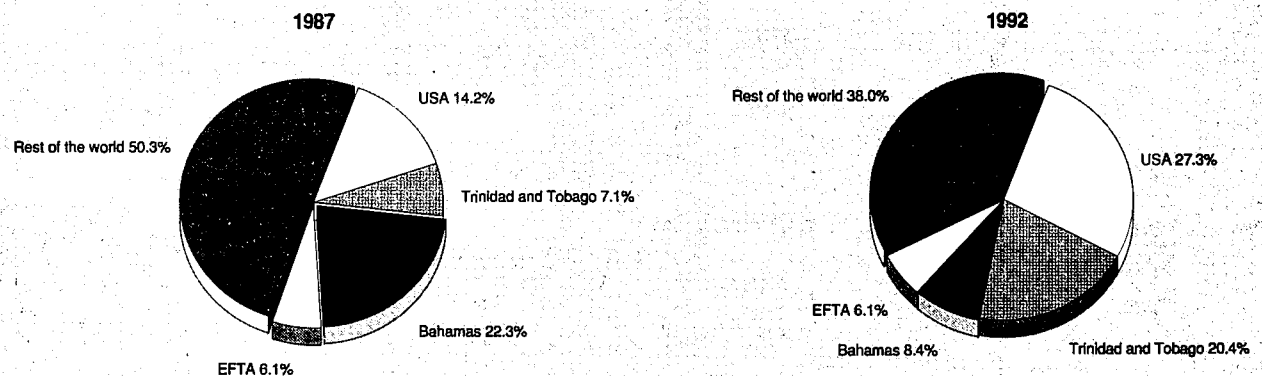 1987
USA 14.2%
Rest of the world 50.3%
Trinidad and Tobago 7.1%
Bahamas 22.3%
EFTA 6.1%
1992
Rest of the world 38.0%
USA 27.3%
EFTA 6.1%
Bahamas 8.4%
Trinidad and Tobago 20.4%